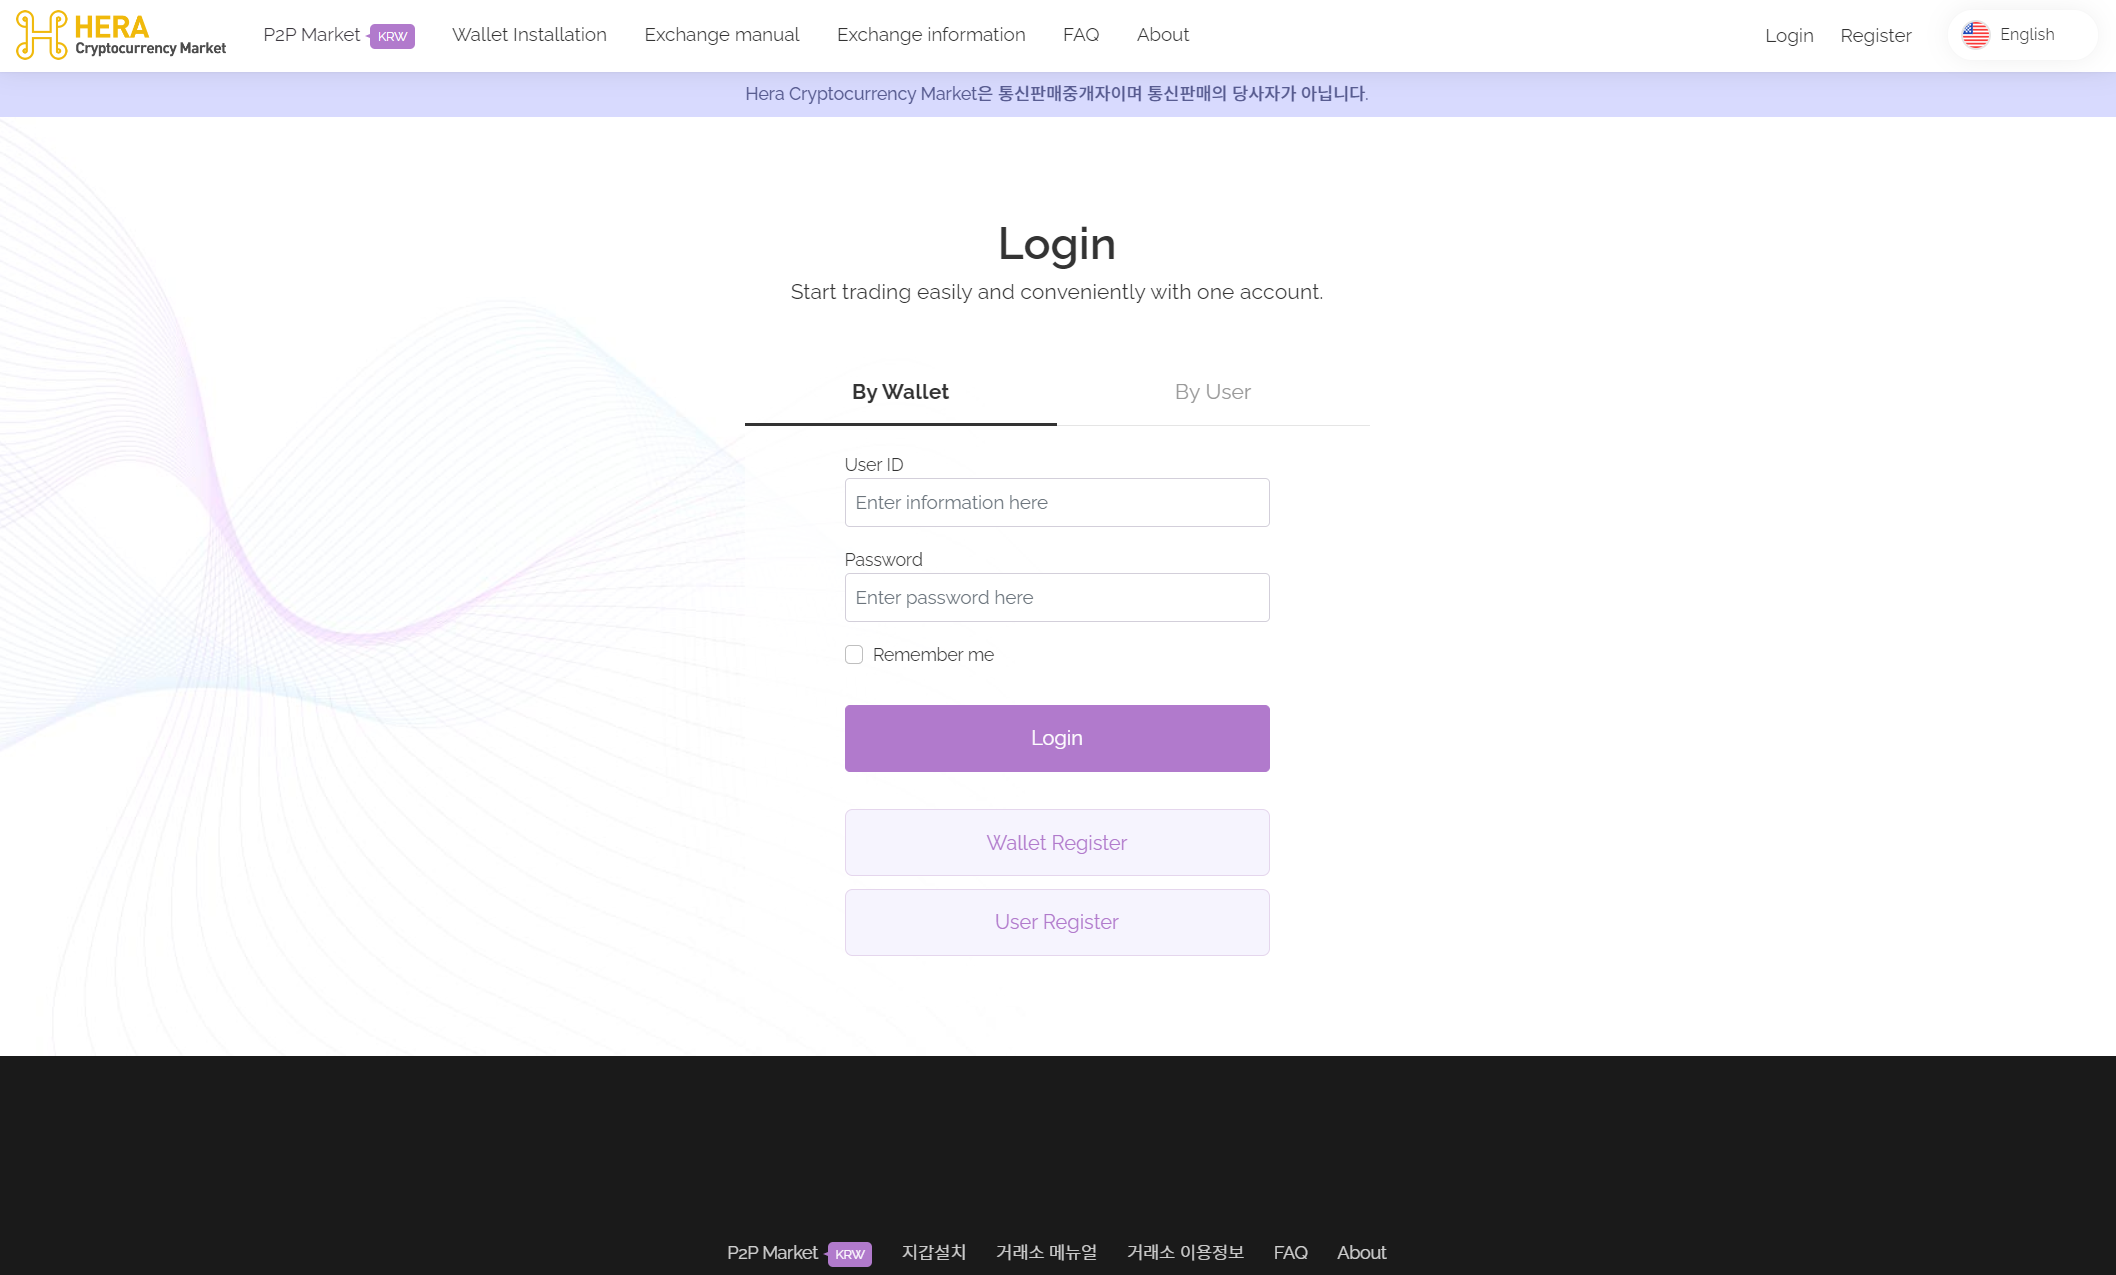 HERA
Cryptocurrency Market
P2P Market KRW Wallet Installation Exchange manual Exchange information FAQ About Login Register English
Hera Cryptocurrency Market은 통신판매중개자이며 통신판매의 당사자가 아닙니다.
Login
Start trading easily and conveniently with one account.
By Wallet By User
User ID
Enter information here
Password
Enter password here
Remember me
Login
Wallet Register
User Register
P2P Market KRW 지갑설치 거래소 메뉴얼 거래소 이용정보 FAQ About